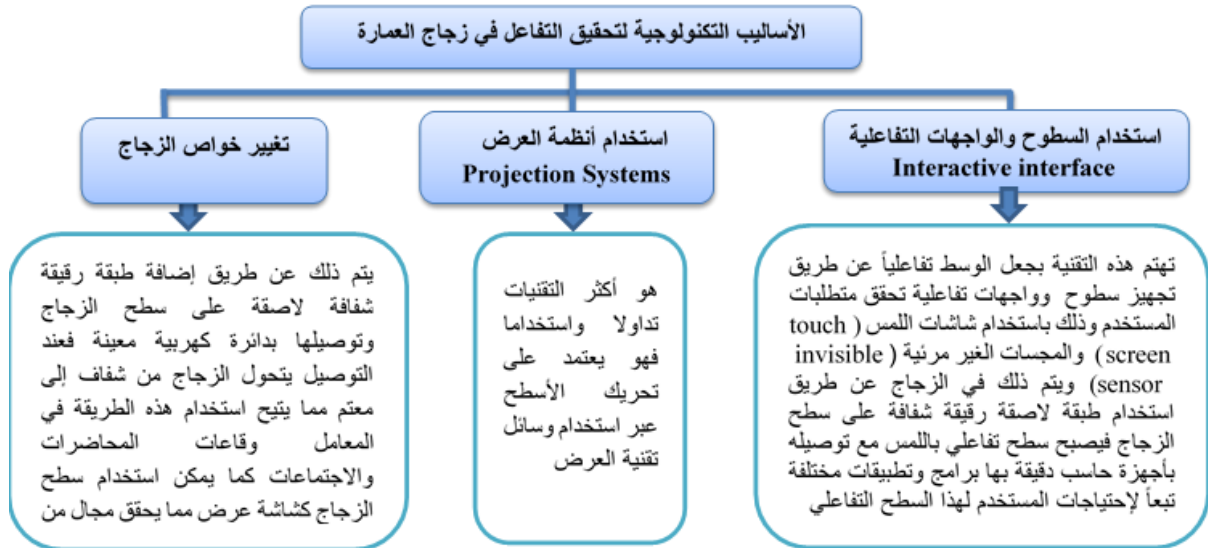 الأساليب التكنولوجية لتحقيق التفاعل في زجاج العمارة
استخدام السطوح والواجهات التفاعلية
Interactive interface
تهتم هذه التقنية بجعل الوسط تفاعلياً عن طريق
تجهيز سطوح وواجهات تفاعلية تحقق متطلبات
المستخدم وذلك باستخدام شاشات اللمس (touch
screen) والمجسات الغير مرئية (invisible
sensor) ويتم ذلك في الزجاج عن طريق
استخدام طبقة لاصقة رقيقة شفافة على سطح
الزجاج فيصبح سطح تفاعلي باللمس مع توصيله
بأجهزة حاسب دقيقة بها برامج وتطبيقات مختلفة
تبعاً لإحتياجات المستخدم لهذا السطح التفاعلي
استخدام أنظمة العرض
Projection Systems
هو أكثر التقنيات
تداولا واستخداما
فهو يعتمد على
تحريك الأسطح
عبر استخدام وسائل
تقنية العرض
تغيير خواص الزجاج
يتم ذلك عن طريق إضافة طبقة رقيقة
شفافة لاصقة على سطح الزجاج
وتوصيلها بدائرة كهربية معينة فعند
التوصيل يتحول الزجاج من شفاف إلى
معتم مما يتيح استخدام هذه الطريقة في
المعامل وقاعات المحاضرات
والاجتماعات كما يمكن استخدام سطح
الزجاج كشاشة عرض مما يحقق مجال من